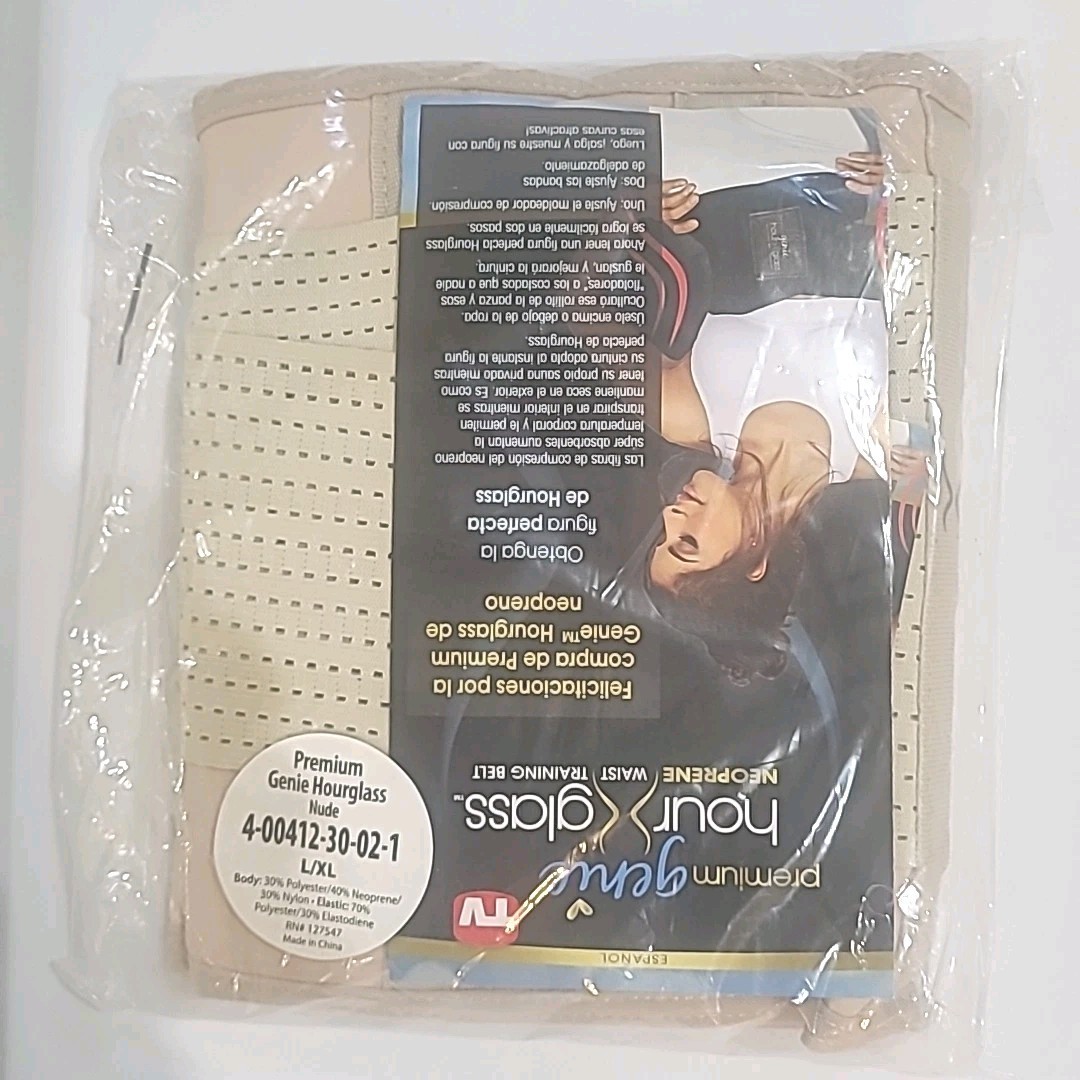 ESPAÑOL
TV
premium genie
hourglass™
NEOPRENE WAIST TRAINING BELT
Felicitaciones por la
compra de Premium
Genie™ Hourglass de
neopreno
Obtenga la
figura perfecta
de Hourglass
Las fibras de compresión del neopreno
súper absorbentes aumentan la
temperatura corporal y le permiten
transpirar en el interior mientras se
mantiene seca en el exterior. Es como
tener su propio sauna privado mientras
su cintura adopta al instante la figura
perfecta de Hourglass.
Úselo encima o debajo de la ropa.
Ocultará ese rollito de la panza y esos
"flotadores" a los costados que a nadie
le gustan, y mejorará la cintura.
Ahora tener una figura perfecta Hourglass
se logra fácilmente en dos pasos.
Uno: Ajuste el moldeador de compresión.
Dos: Ajuste las bandas
de adelgazamiento.
Luego, ¡salga y muestre su figura con
esas curvas atractivas!
Premium
Genie Hourglass
Nude
4-00412-30-02-1
L/XL
Body: 30% Polyester/40% Neoprene/
30% Nylon - Elastic: 70%
Polyester/30% Elastodiene
RN# 127547
Made in China